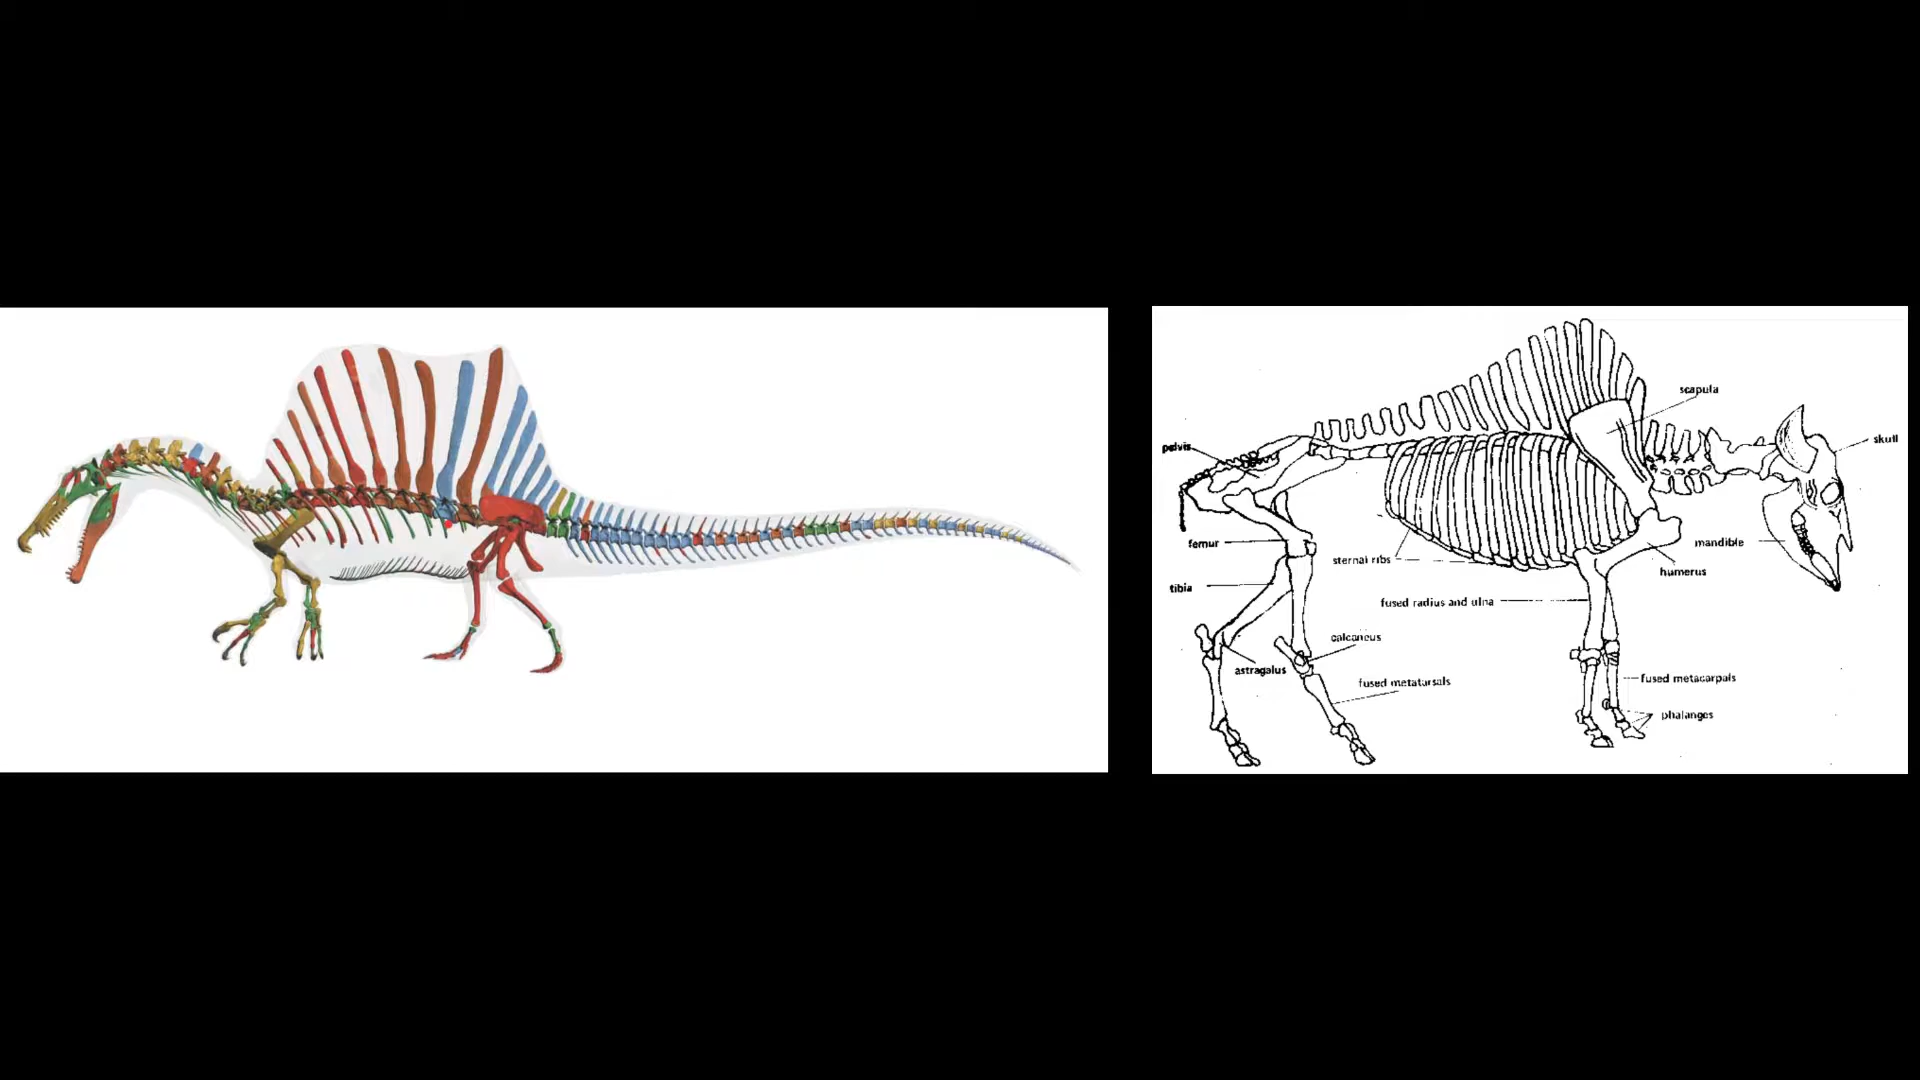 scapula
skull
pelvis
mandible
femur
sternal ribs
humerus
tibia
fused radius and ulna
calcaneus
astragalus
fused metatarsals
fused metacarpals
phalanges